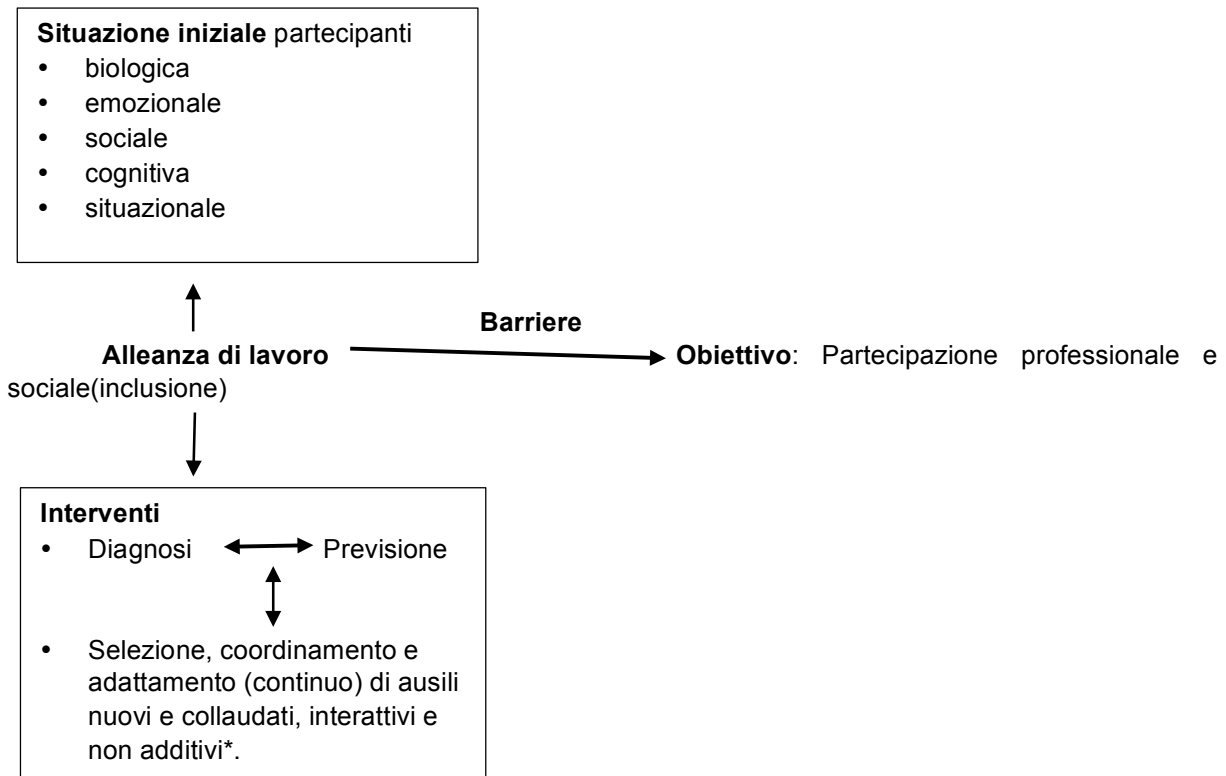 Situazione iniziale partecipanti
• biologica
• emozionale
• sociale
• cognitiva
• situazionale
Barriere
Alleanza di lavoro
Obiettivo: Partecipazione professionale e
sociale(inclusione)
Interventi
• Diagnosi Previsione
• Selezione, coordinamento e
adattamento (continuo) di ausili
nuovi e collaudati, interattivi e
non additivi*.